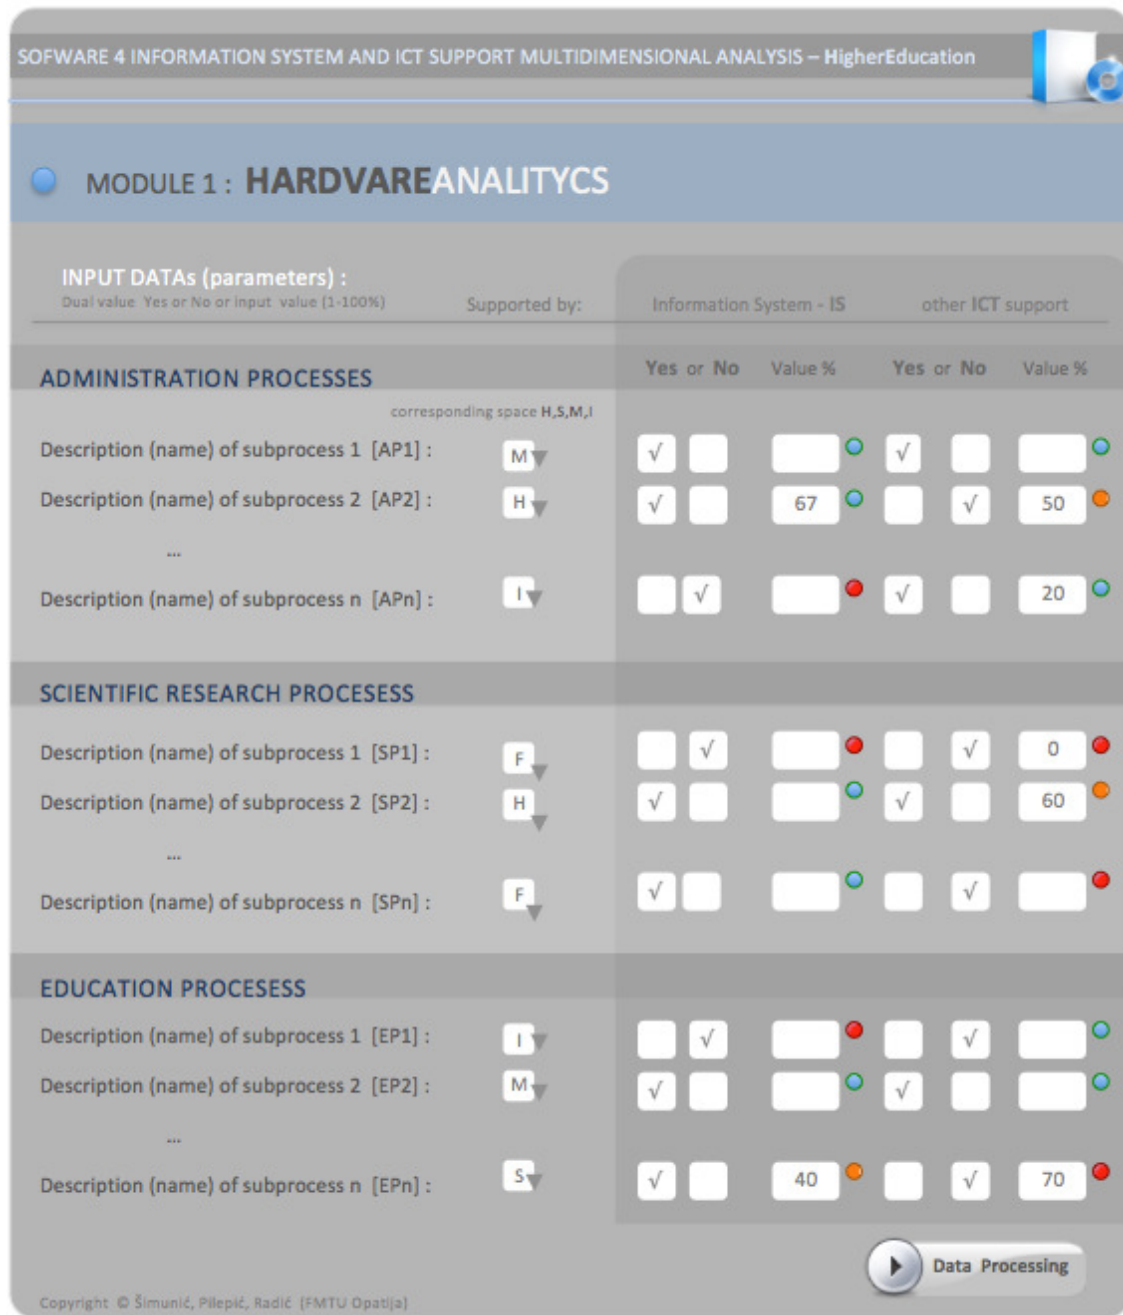 SOFWARE 4 INFORMATION SYSTEM AND ICT SUPPORT MULTIDIMENSIONAL ANALYSIS – HigherEducation
MODULE 1 : HARDVAREANALITYCS
INPUT DATAs (parameters) :
Dual value Yes or No or input value (1-100%) Supported by: Information System - IS other ICT support
ADMINISTRATION PROCESSES Yes or No Value % Yes or No Value %
corresponding space H,S,M,I
Description (name) of subprocess 1 [AP1] : M √ √
Description (name) of subprocess 2 [AP2] : H √ 67 √ 50
...
Description (name) of subprocess n [APn] : I √ √ 20
SCIENTIFIC RESEARCH PROCESESS
Description (name) of subprocess 1 [SP1] : F √ √ 0
Description (name) of subprocess 2 [SP2] : H √ √ 60
...
Description (name) of subprocess n [SPn] : F √ √
EDUCATION PROCESESS
Description (name) of subprocess 1 [EP1] : I √ √
Description (name) of subprocess 2 [EP2] : M √ √
...
Description (name) of subprocess n [EPn] : S √ 40 √ 70
Data Processing
Copyright © Šimunić, Pilepić, Radić (FMTU Opatija)